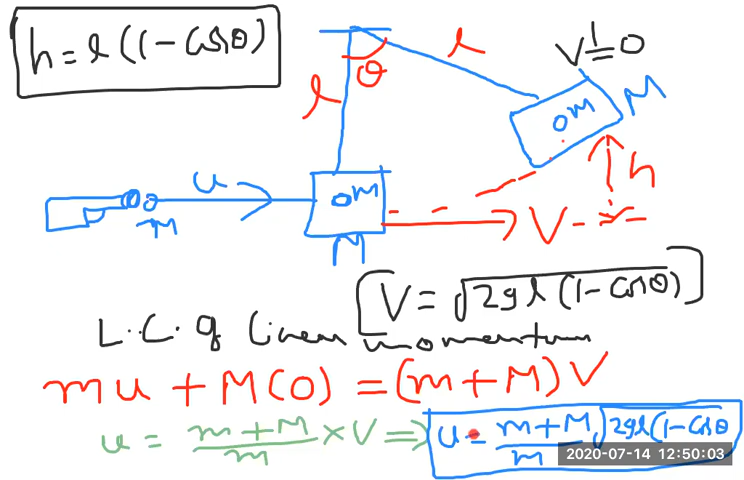 h = l (1 - Cosθ)
l
θ
l
V' = 0
M
m
h
u
m
m
M
V
V = √2gl (1 - Cosθ)
L.C. of linear momentum
mu + M(0) = (m+M) V
u = m+M/m × V ⇒ u = m+M/m √2gl (1 - Cosθ
2020-07-14 12:50:03